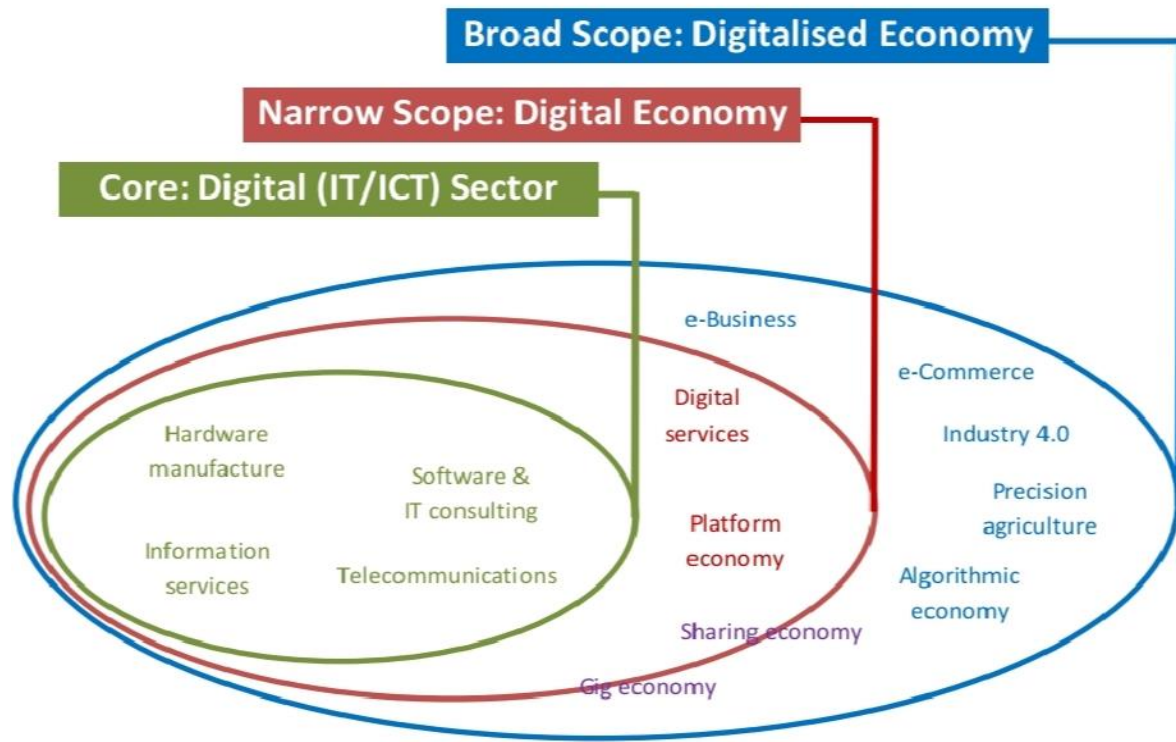 Broad Scope: Digitalised Economy
Narrow Scope: Digital Economy
Core: Digital (IT/ICT) Sector
e-Business
e-Commerce
Digital
services
Hardware
manufacture
Industry 4.0
Software &
IT consulting
Precision
agriculture
Platform
economy
Information
services
Telecommunications
Algorithmic
economy
Sharing economy
Gig economy